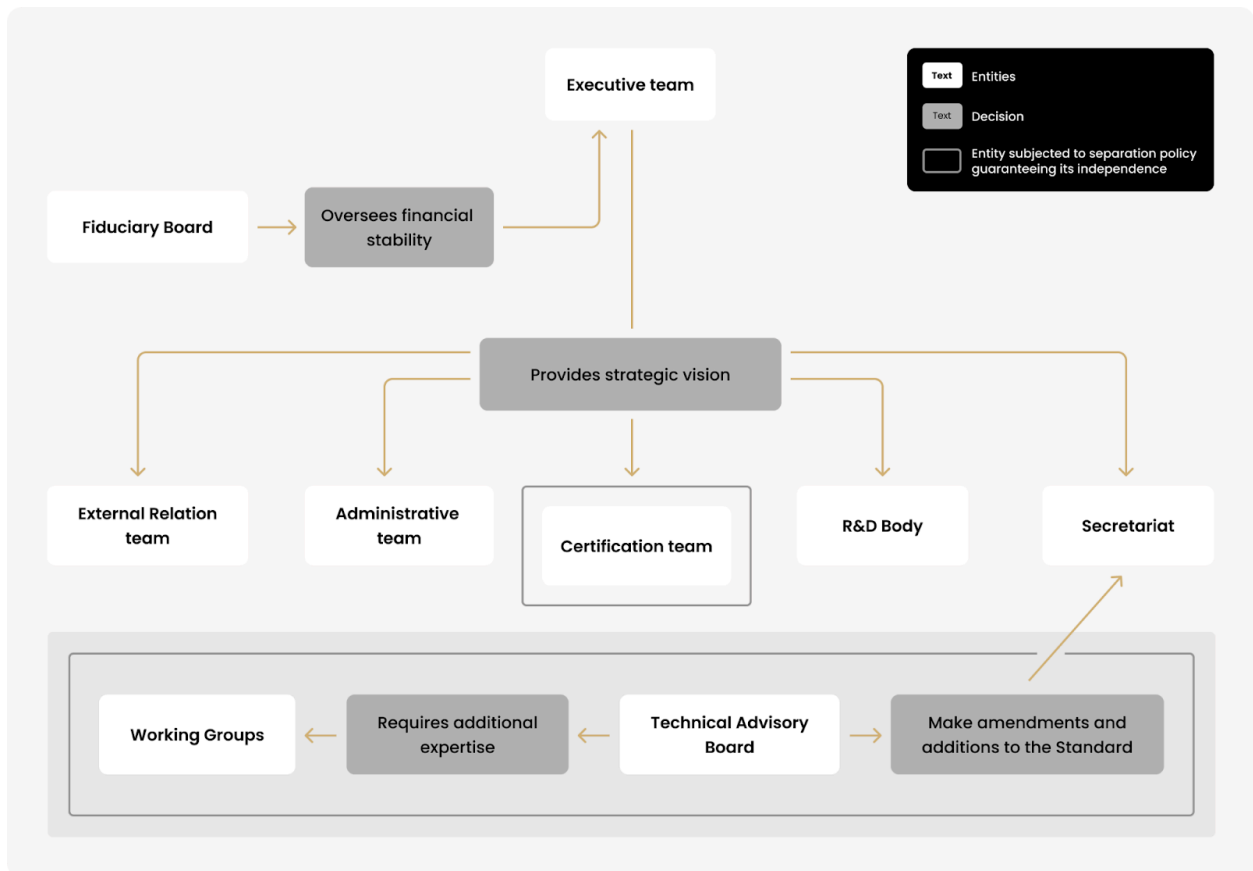 Executive team
Text
Entities
Text
Decision
Entity subjected to separation policy
guaranteeing its independence
Fiduciary Board
Oversees financial
stability
Provides strategic vision
External Relation
team
Administrative
team
Certification team
R&D Body
Secretariat
Working Groups
Requires additional
expertise
Technical Advisory
Board
Make amendments and
additions to the Standard